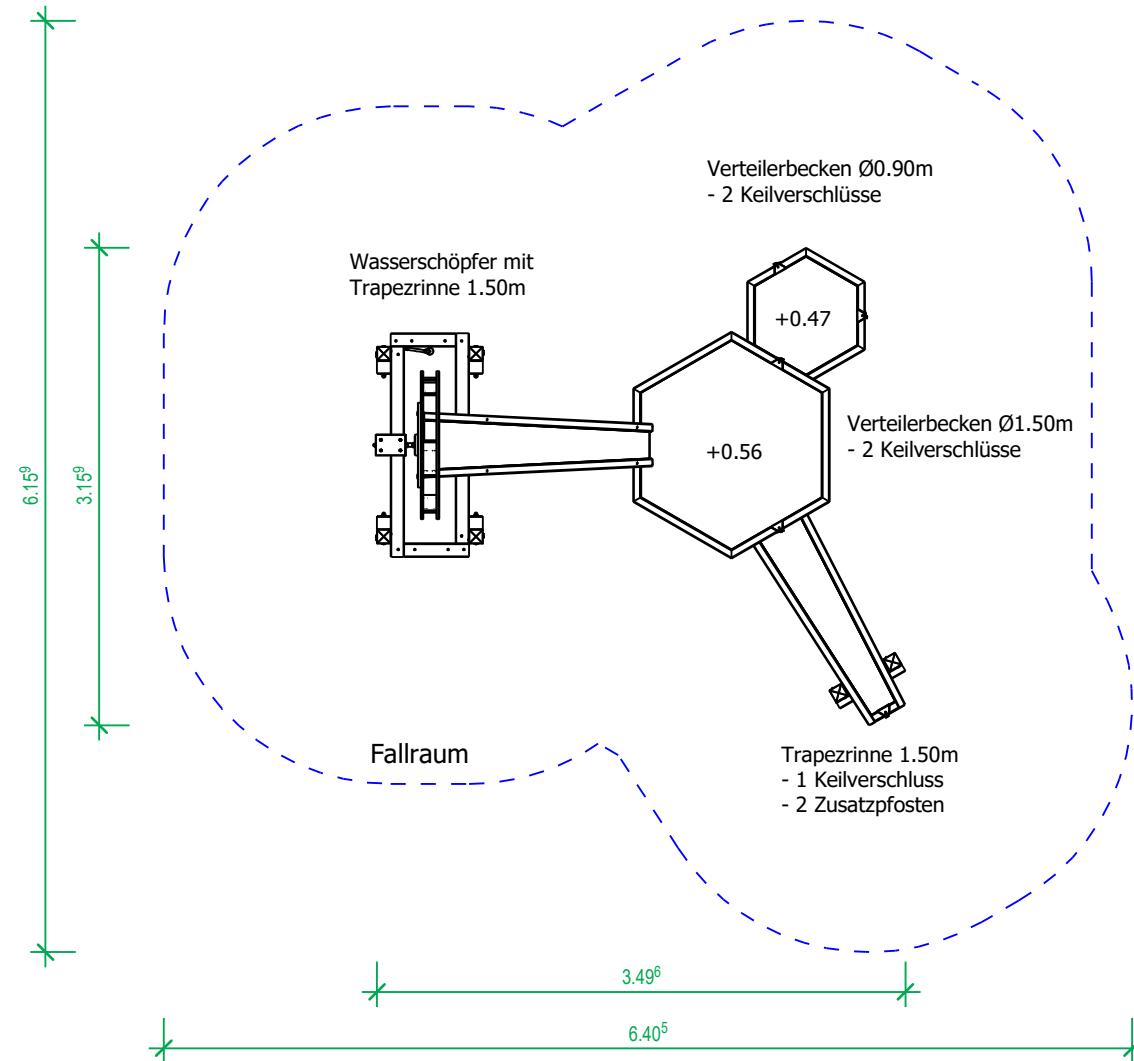 Verteilerbecken Ø0.90m
- 2 Keilverschlüsse
Wasserschöpfer mit
Trapezrinne 1.50m
+0.47
Verteilerbecken Ø1.50m
- 2 Keilverschlüsse
+0.56
6.15⁹
3.15⁹
Fallraum
Trapezrinne 1.50m
- 1 Keilverschluss
- 2 Zusatzpfosten
3.49⁶
6.40⁵